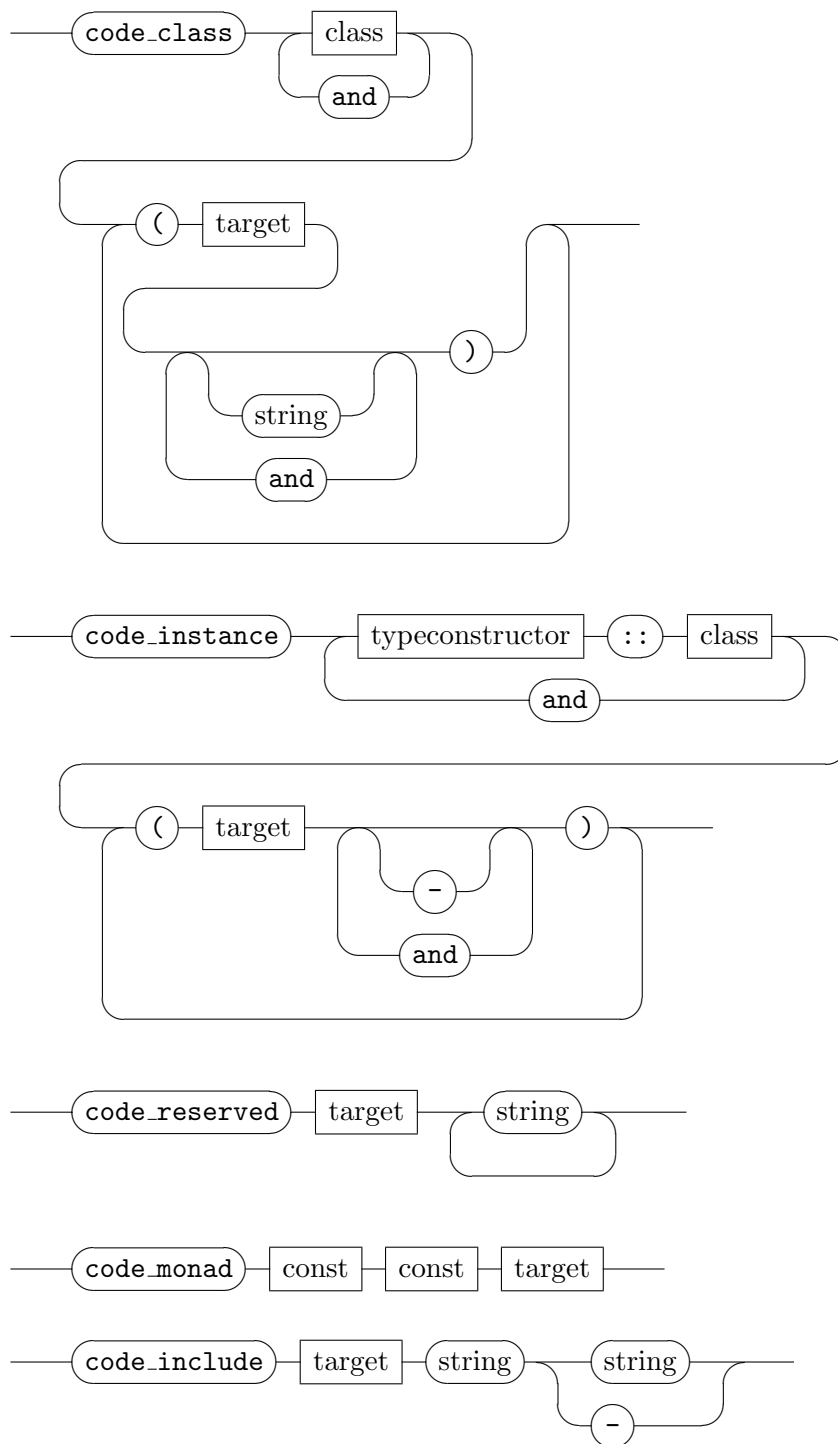 code_class class
and
( target
)
string
and
code_instance typeconstructor :: class
and
( target )
-
and
code_reserved target string
code_monad const const target
code_include target string string
-